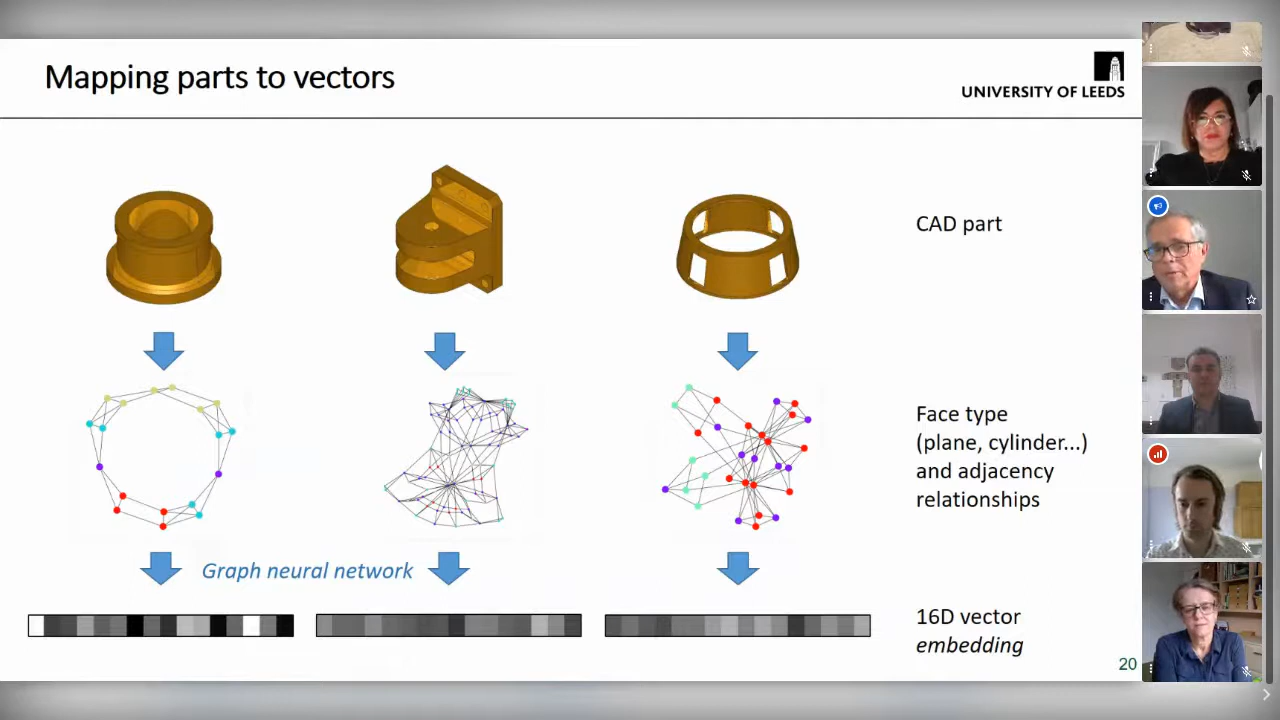 Mapping parts to vectors
UNIVERSITY OF LEEDS
CAD part
Face type
(plane, cylinder...)
and adjacency
relationships
Graph neural network
16D vector
embedding
20